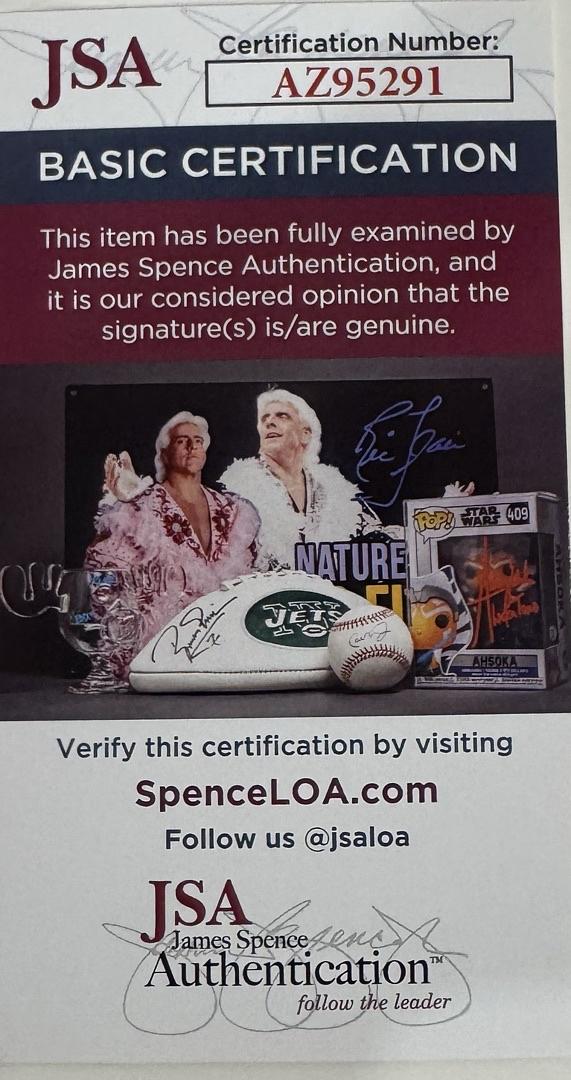 JSA
Certification Number:
AZ95291
BASIC CERTIFICATION
This item has been fully examined by
James Spence Authentication, and
it is our considered opinion that the
signature(s) is/are genuine.
NATURE
JETS
POP!
STAR
WARS
409
AHSOKA
Verify this certification by visiting
SpenceLOA.com
Follow us @jsaloa
JSA
James Spence
Authentication™
follow the leader